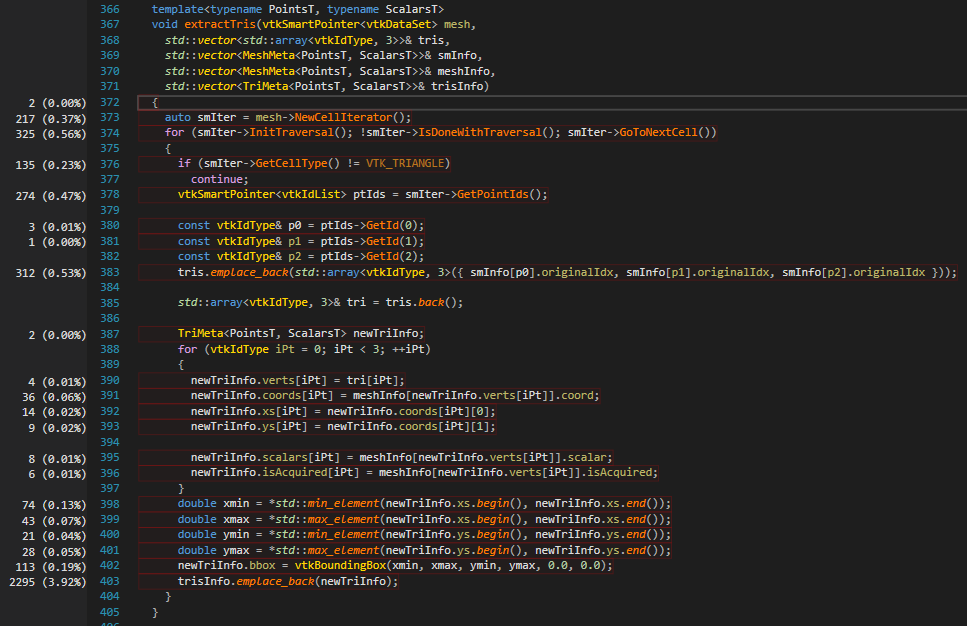 366 template<typename PointsT, typename ScalarsT>
367 void extractTris(vtkSmartPointer<vtkDataSet> mesh,
368   std::vector<std::array<vtkIdType, 3>>& tris,
369   std::vector<MeshMeta<PointsT, ScalarsT>>& smInfo,
370   std::vector<MeshMeta<PointsT, ScalarsT>>& meshInfo,
371   std::vector<TriMeta<PointsT, ScalarsT>>& trisInfo)
2 (0.00%) 372 {
217 (0.37%) 373   auto smIter = mesh->NewCellIterator();
325 (0.56%) 374   for (smIter->InitTraversal(); !smIter->IsDoneWithTraversal(); smIter->GoToNextCell())
375   {
135 (0.23%) 376     if (smIter->GetCellType() != VTK_TRIANGLE)
377       continue;
274 (0.47%) 378     vtkSmartPointer<vtkIdList> ptIds = smIter->GetPointIds();
379
3 (0.01%) 380     const vtkIdType& p0 = ptIds->GetId(0);
1 (0.00%) 381     const vtkIdType& p1 = ptIds->GetId(1);
382     const vtkIdType& p2 = ptIds->GetId(2);
312 (0.53%) 383     tris.emplace_back(std::array<vtkIdType, 3>({ smInfo[p0].originalIdx, smInfo[p1].originalIdx, smInfo[p2].originalIdx }));
384
385     std::array<vtkIdType, 3>& tri = tris.back();
386
2 (0.00%) 387     TriMeta<PointsT, ScalarsT> newTriInfo;
388     for (vtkIdType iPt = 0; iPt < 3; ++iPt)
389     {
4 (0.01%) 390       newTriInfo.verts[iPt] = tri[iPt];
36 (0.06%) 391       newTriInfo.coords[iPt] = meshInfo[newTriInfo.verts[iPt]].coord;
14 (0.02%) 392       newTriInfo.xs[iPt] = newTriInfo.coords[iPt][0];
9 (0.02%) 393       newTriInfo.ys[iPt] = newTriInfo.coords[iPt][1];
394
8 (0.01%) 395       newTriInfo.scalars[iPt] = meshInfo[newTriInfo.verts[iPt]].scalar;
6 (0.01%) 396       newTriInfo.isAcquired[iPt] = meshInfo[newTriInfo.verts[iPt]].isAcquired;
397     }
74 (0.13%) 398     double xmin = *std::min_element(newTriInfo.xs.begin(), newTriInfo.xs.end());
43 (0.07%) 399     double xmax = *std::max_element(newTriInfo.xs.begin(), newTriInfo.xs.end());
21 (0.04%) 400     double ymin = *std::min_element(newTriInfo.ys.begin(), newTriInfo.ys.end());
28 (0.05%) 401     double ymax = *std::max_element(newTriInfo.ys.begin(), newTriInfo.ys.end());
113 (0.19%) 402     newTriInfo.bbox = vtkBoundingBox(xmin, xmax, ymin, ymax, 0.0, 0.0);
2295 (3.92%) 403     trisInfo.emplace_back(newTriInfo);
404   }
405 }